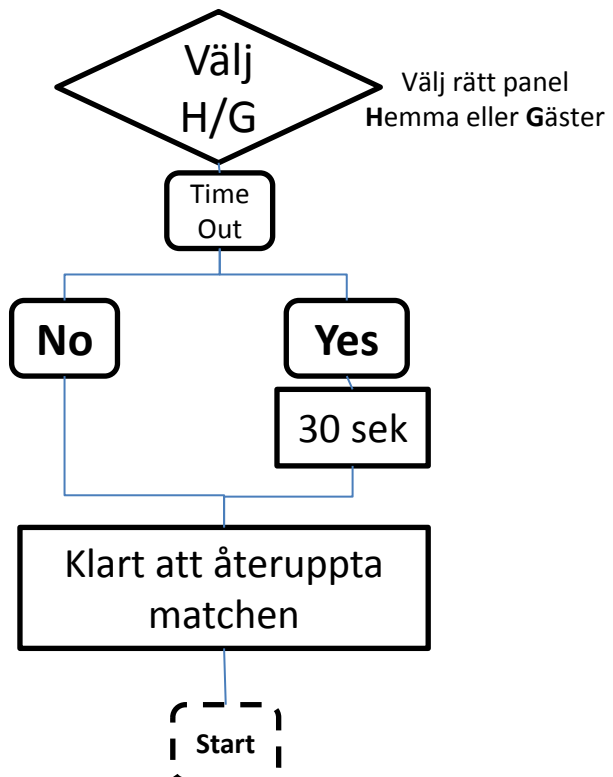 Välj
H/G
Välj rätt panel
Hemma eller Gäster
Time
Out
No
Yes
30 sek
Klart att återuppta
matchen
Start